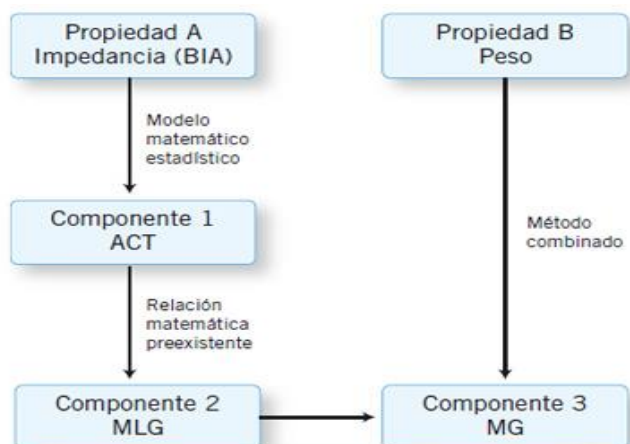 Propiedad A
Impedancia (BIA)
Propiedad B
Peso
Modelo
matemático
estadístico
Componente 1
ACT
Método
combinado
Relación
matemática
preexistente
Componente 2
MLG
Componente 3
MG